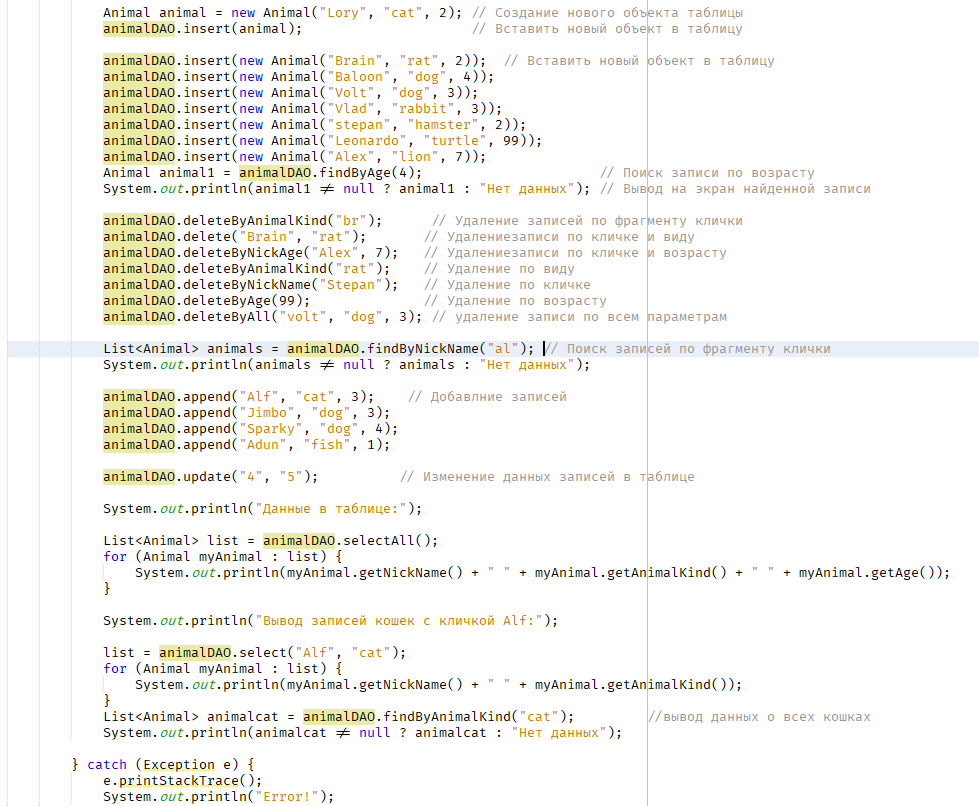 Animal animal = new Animal("Lory", "cat", 2); // Создание нового объекта таблицы
animalDAO.insert(animal); // Вставить новый объект в таблицу
animalDAO.insert(new Animal("Brain", "rat", 2)); // Вставить новый объект в таблицу
animalDAO.insert(new Animal("Baloon", "dog", 4));
animalDAO.insert(new Animal("Volt", "dog", 3));
animalDAO.insert(new Animal("Vlad", "rabbit", 3));
animalDAO.insert(new Animal("stepan", "hamster", 2));
animalDAO.insert(new Animal("Leonardo", "turtle", 99));
animalDAO.insert(new Animal("Alex", "lion", 7));
Animal animal1 = animalDAO.findByAge(4); // Поиск записи по возрасту
System.out.println(animal1 ≠ null ? animal1 : "Нет данных"); // Вывод на экран найденной записи
animalDAO.deleteByAnimalKind("br"); // Удаление записей по фрагменту клички
animalDAO.delete("Brain", "rat"); // Удалениезаписи по кличке и виду
animalDAO.deleteByNickAge("Alex", 7); // Удалениезаписи по кличке и возрасту
animalDAO.deleteByAnimalKind("rat"); // Удаление по виду
animalDAO.deleteByNickName("Stepan"); // Удаление по кличке
animalDAO.deleteByAge(99); // Удаление по возрасту
animalDAO.deleteByAll("volt", "dog", 3); // удаление записи по всем параметрам
List<Animal> animals = animalDAO.findByNickName("al"); // Поиск записей по фрагменту клички
System.out.println(animals ≠ null ? animals : "Нет данных");
animalDAO.append("Alf", "cat", 3); // Добавлние записей
animalDAO.append("Jimbo", "dog", 3);
animalDAO.append("Sparky", "dog", 4);
animalDAO.append("Adun", "fish", 1);
animalDAO.update("4", "5"); // Изменение данных записей в таблице
System.out.println("Данные в таблице:");
List<Animal> list = animalDAO.selectAll();
for (Animal myAnimal : list) {
System.out.println(myAnimal.getNickName() + " " + myAnimal.getAnimalKind() + " " + myAnimal.getAge());
}
System.out.println("Вывод записей кошек с кличкой Alf:");
list = animalDAO.select("Alf", "cat");
for (Animal myAnimal : list) {
System.out.println(myAnimal.getNickName() + " " + myAnimal.getAnimalKind());
}
List<Animal> animalcat = animalDAO.findByAnimalKind("cat"); //вывод данных о всех кошках
System.out.println(animalcat ≠ null ? animalcat : "Нет данных");
} catch (Exception e) {
e.printStackTrace();
System.out.println("Error!");